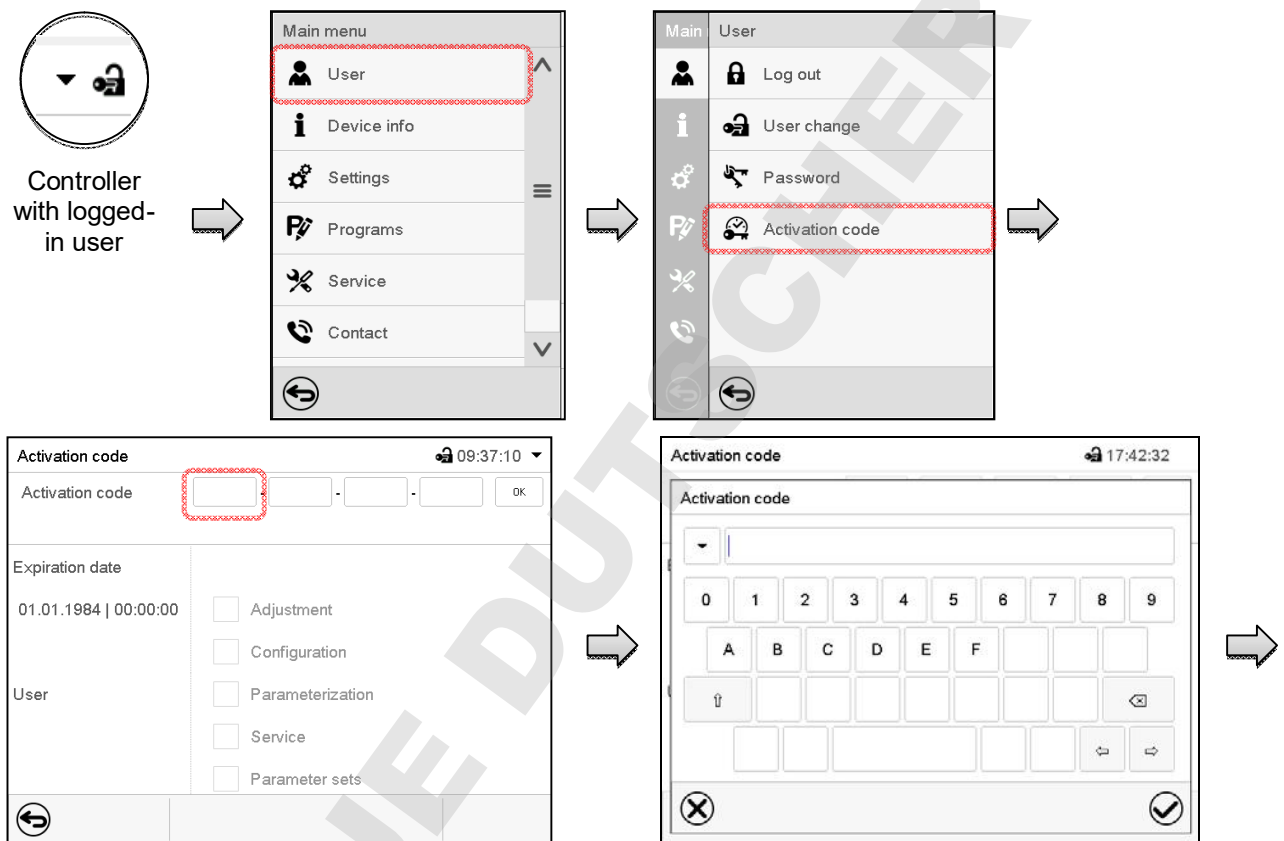 Controller
with logged-
in user
Main menu
User
Device info
Settings
Programs
Service
Contact
Main
User
Log out
User change
Password
Activation code
Activation code 09:37:10
Activation code - - - OK
Expiration date
01.01.1984 | 00:00:00
Adjustment
Configuration
User
Parameterization
Service
Parameter sets
Activation code 17:42:32
Activation code
0 1 2 3 4 5 6 7 8 9
A B C D E F
UE DUTSCHER